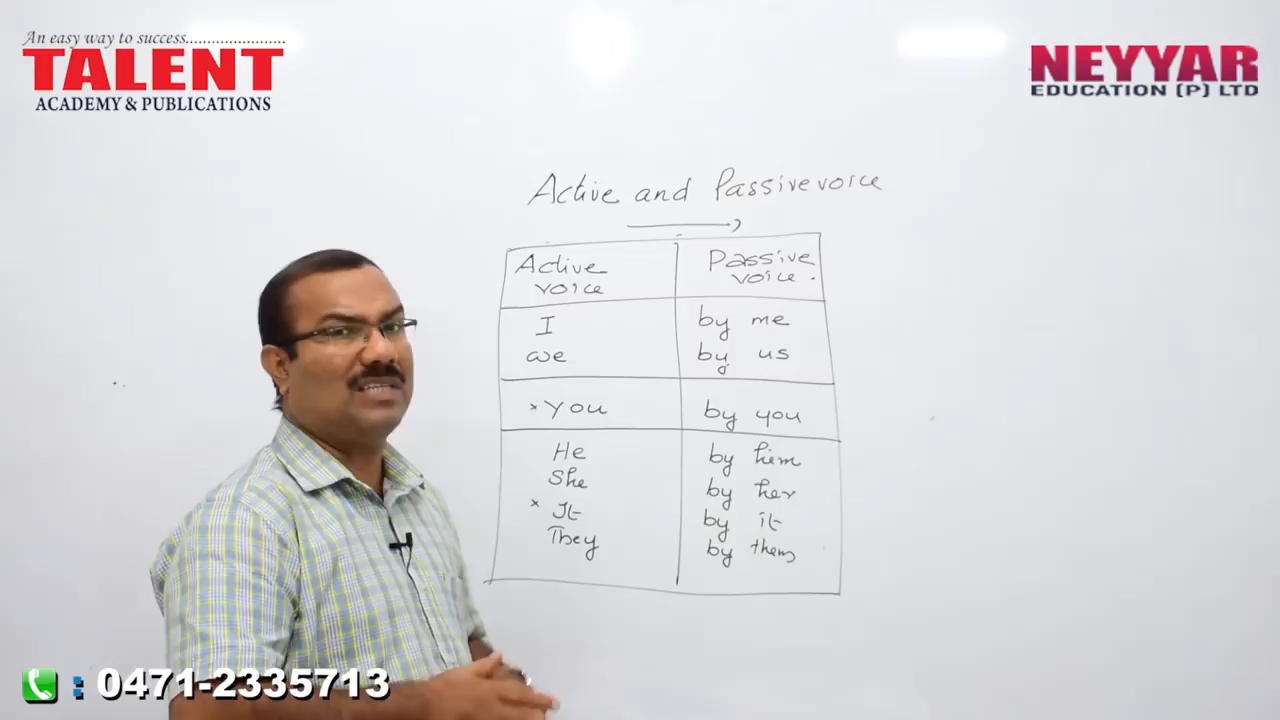 An easy way to success.......................
TALENT
ACADEMY & PUBLICATIONS
NEYYAR
EDUCATION (P) LTD
Active and Passive voice
Active voice
Passive voice.
I
by me
we
by us
* You
by you
He
by him
She
by her
* It
by it
They
by them
: 0471-2335713